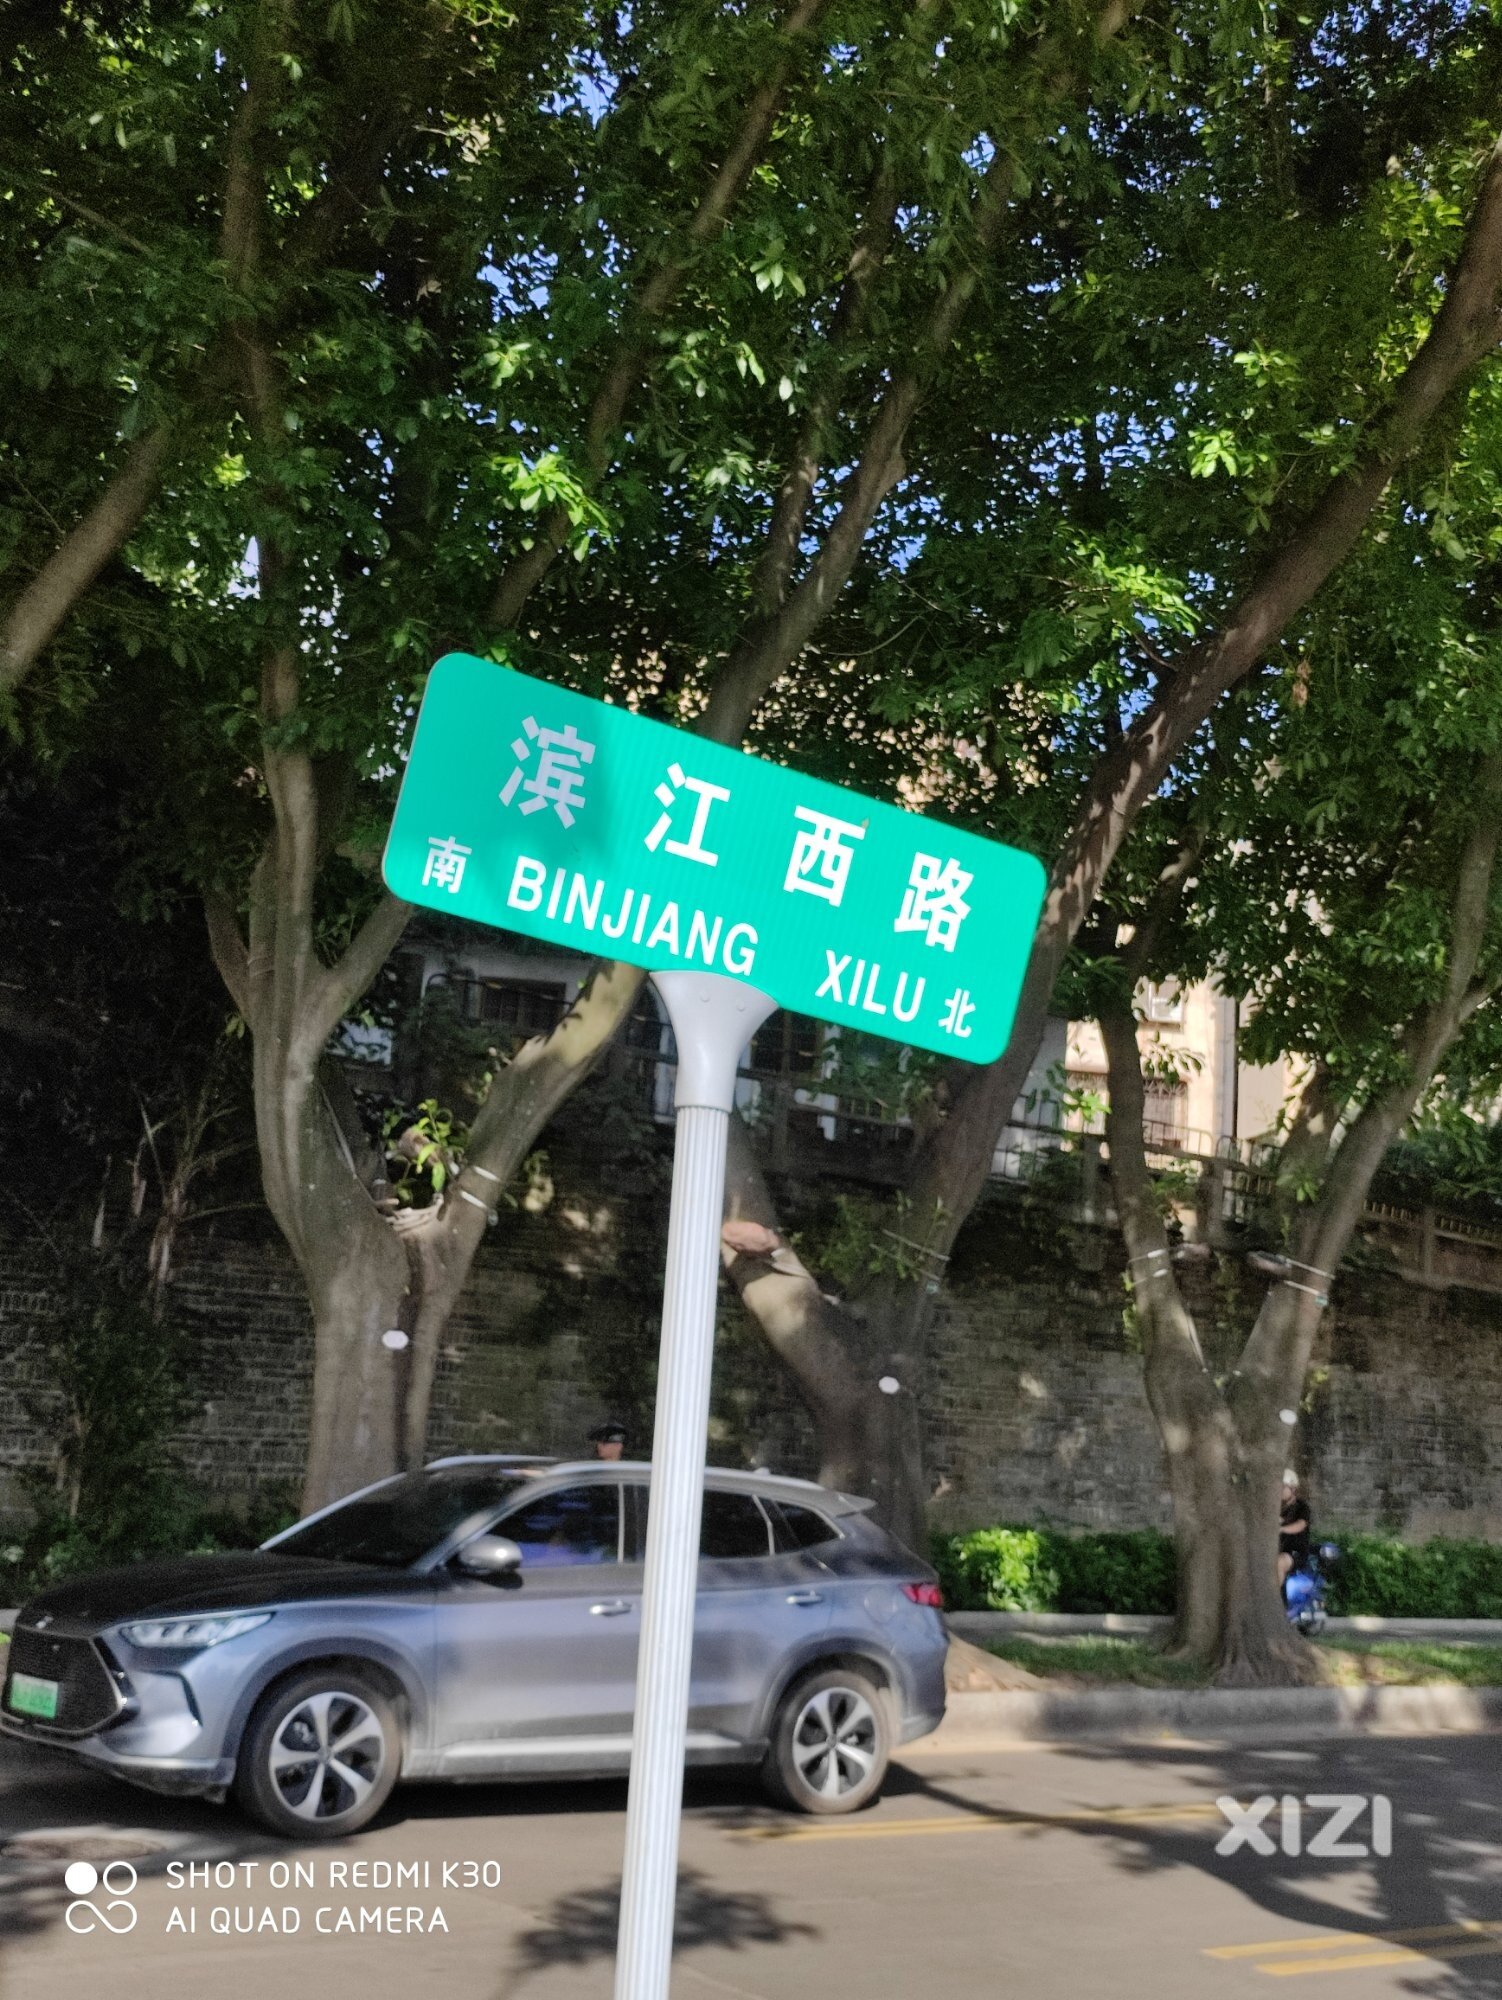 滨江西路
南 BINJIANG XILU 北
XIZI
SHOT ON REDMI K30
AI QUAD CAMERA